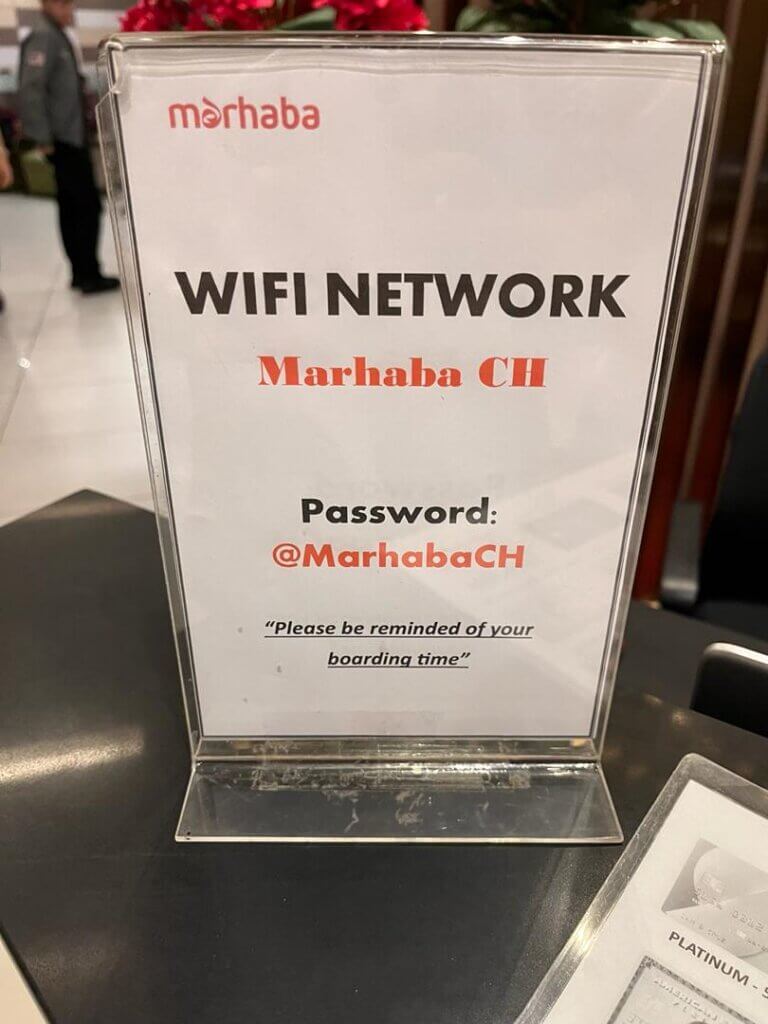 marhaba
WIFI NETWORK
Marhaba CH
Password:
@MarhabaCH
“Please be reminded of your
boarding time”
PLATINUM - S